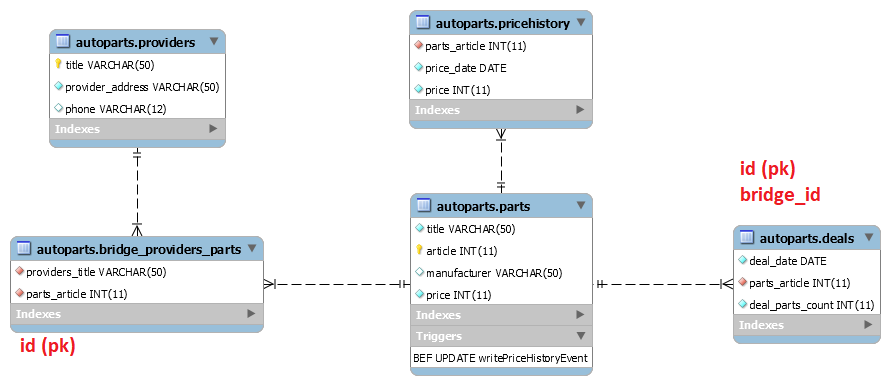 autoparts.providers
title VARCHAR(50)
provider_address VARCHAR(50)
phone VARCHAR(12)
Indexes
autoparts.pricehistory
parts_article INT(11)
price_date DATE
price INT(11)
Indexes
autoparts.bridge_providers_parts
providers_title VARCHAR(50)
parts_article INT(11)
Indexes
id (pk)
autoparts.parts
title VARCHAR(50)
article INT(11)
manufacturer VARCHAR(50)
price INT(11)
Indexes
Triggers
BEF UPDATE writePriceHistoryEvent
id (pk)
bridge_id
autoparts.deals
deal_date DATE
parts_article INT(11)
deal_parts_count INT(11)
Indexes